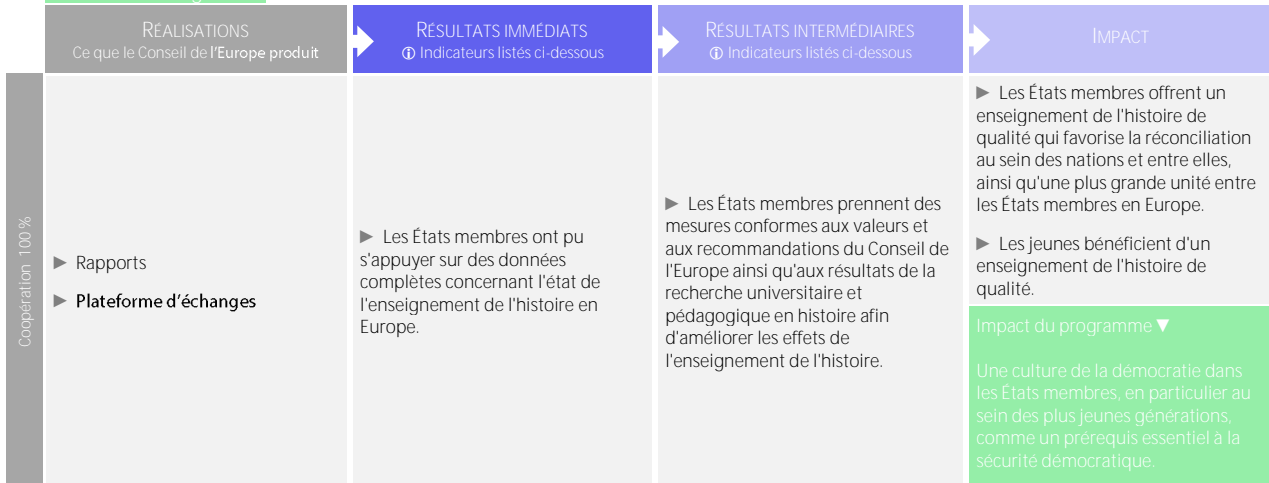 RÉALISATIONS
Ce que le Conseil de l'Europe produit
RÉSULTATS IMMÉDIATS
ⓘ Indicateurs listés ci-dessous
RÉSULTATS INTERMÉDIAIRES
ⓘ Indicateurs listés ci-dessous
IMPACT
Coopération 100 %
► Rapports
► Plateforme d'échanges
► Les États membres ont pu
s'appuyer sur des données
complètes concernant l'état de
l'enseignement de l'histoire en
Europe.
► Les États membres prennent des
mesures conformes aux valeurs et
aux recommandations du Conseil de
l'Europe ainsi qu'aux résultats de la
recherche universitaire et
pédagogique en histoire afin
d'améliorer les effets de
l'enseignement de l'histoire.
► Les États membres offrent un
enseignement de l'histoire de
qualité qui favorise la réconciliation
au sein des nations et entre elles,
ainsi qu'une plus grande unité entre
les États membres en Europe.
► Les jeunes bénéficient d'un
enseignement de l'histoire de
qualité.
Impact du programme ▼
Une culture de la démocratie dans
les États membres, en particulier au
sein des plus jeunes générations,
comme un prérequis essentiel à la
sécurité démocratique.